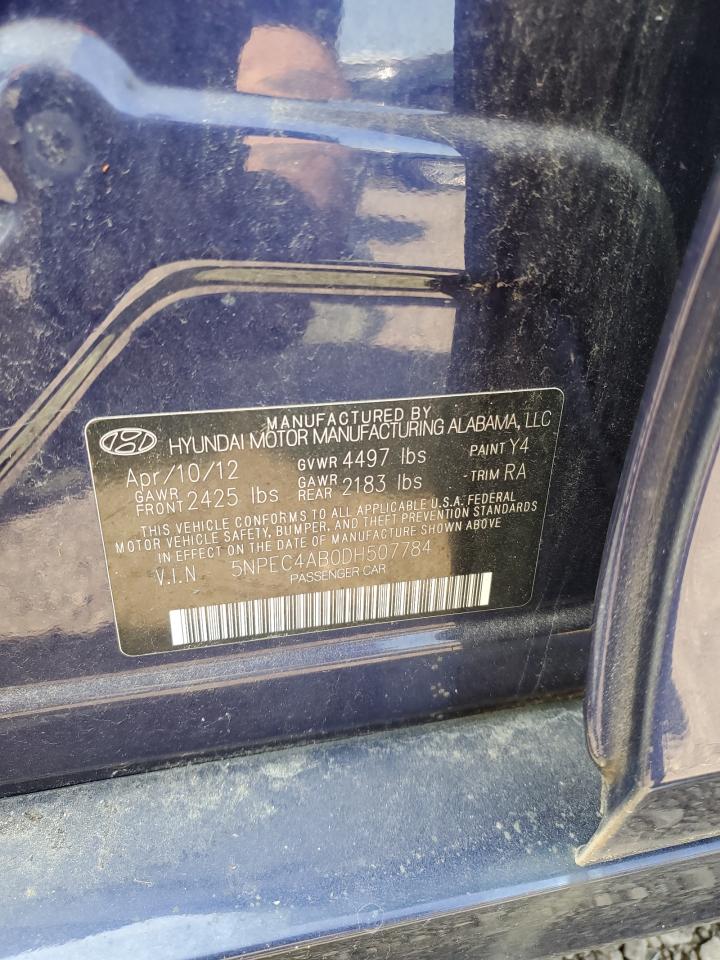 MANUFACTURED BY
HYUNDAI MOTOR MANUFACTURING ALABAMA, LLC
Apr/10/12 GVWR 4497 lbs PAINT Y4
GAWR FRONT 2425 lbs GAWR REAR 2183 lbs -TRIM RA
THIS VEHICLE CONFORMS TO ALL APPLICABLE U.S.A. FEDERAL
MOTOR VEHICLE SAFETY, BUMPER, AND THEFT PREVENTION STANDARDS
IN EFFECT ON THE DATE OF MANUFACTURE SHOWN ABOVE
V.I.N 5NPEC4AB0DH507784
PASSENGER CAR